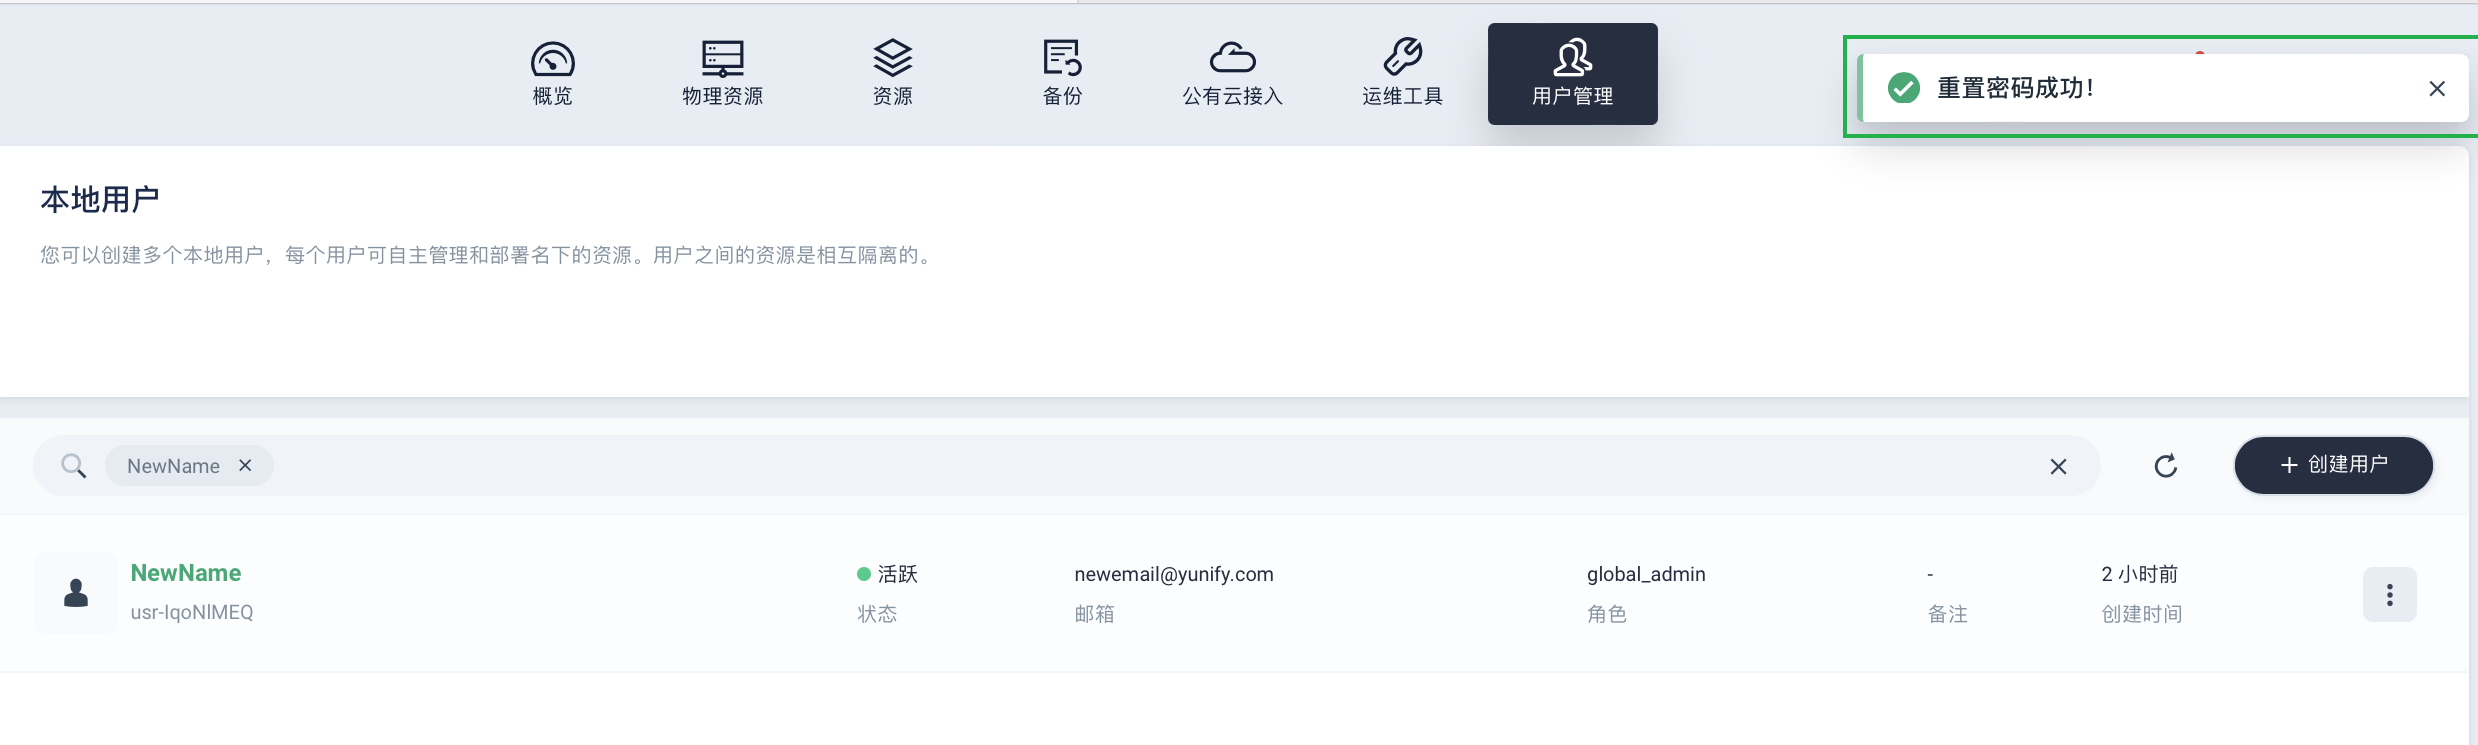 概览
物理资源
资源
备份
公有云接入
运维工具
用户管理
重置密码成功!
本地用户
您可以创建多个本地用户，每个用户可自主管理和部署名下的资源。用户之间的资源是相互隔离的。
NewName
创建用户
NewName
usr-IqoNlMEQ
活跃
状态
newemail@yunify.com
邮箱
global_admin
角色
-
备注
2 小时前
创建时间